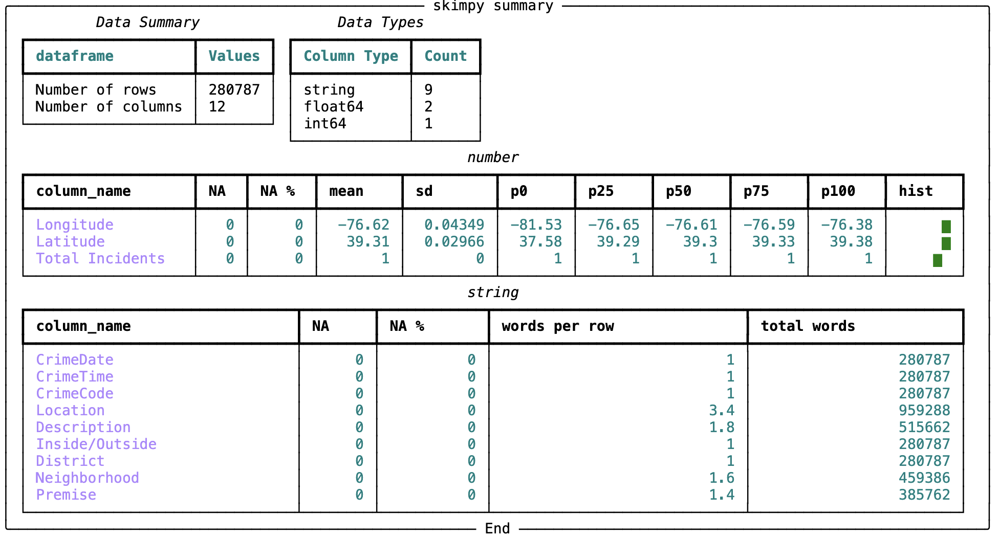 skimpy summary
Data Summary Data Types
dataframe Values Column Type Count
Number of rows 280787 string 9
Number of columns 12 float64 2
int64 1
number
column_name NA NA % mean sd p0 p25 p50 p75 p100 hist
Longitude 0 0 -76.62 0.04349 -81.53 -76.65 -76.61 -76.59 -76.38
Latitude 0 0 39.31 0.02966 37.58 39.29 39.3 39.33 39.38
Total Incidents 0 0 1 0 1 1 1 1 1
string
column_name NA NA % words per row total words
CrimeDate 0 0 1 280787
CrimeTime 0 0 1 280787
CrimeCode 0 0 1 280787
Location 0 0 3.4 959288
Description 0 0 1.8 515662
Inside/Outside 0 0 1 280787
District 0 0 1 280787
Neighborhood 0 0 1.6 459386
Premise 0 0 1.4 385762
End